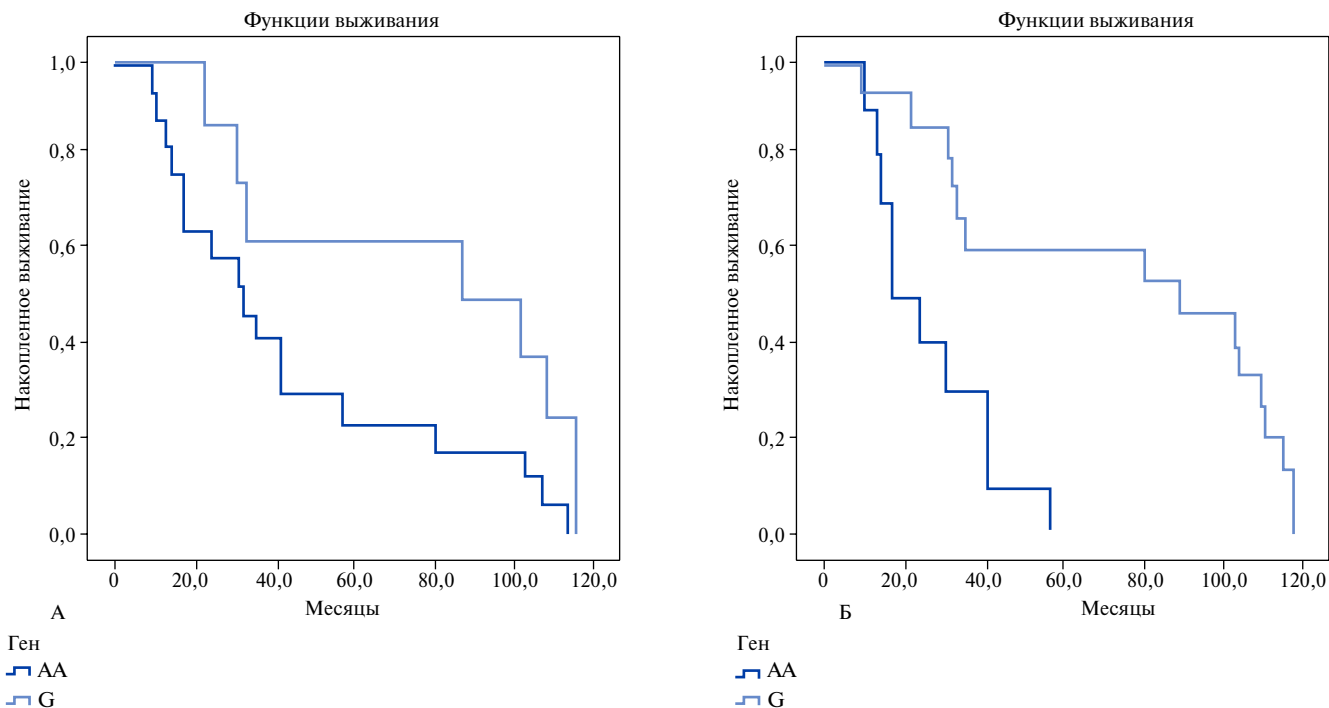 Функции выживания
Накопленное выживание
1,0
0,8
0,6
0,4
0,2
0,0
0 20,0 40,0 60,0 80,0 100,0 120,0
Месяцы
А
Ген
AA
G
Функции выживания
Накопленное выживание
1,0
0,8
0,6
0,4
0,2
0,0
0 20,0 40,0 60,0 80,0 100,0 120,0
Месяцы
Б
Ген
AA
G